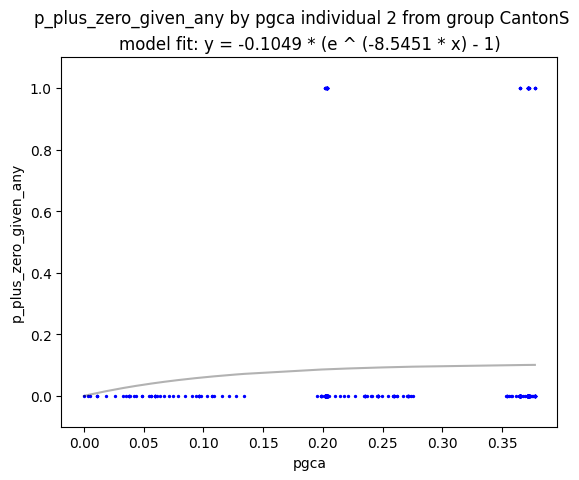 p_plus_zero_given_any by pgca individual 2 from group CantonS
model fit: y = -0.1049 * (e ^ (-8.5451 * x) - 1)
1.0
0.8
0.6
0.4
0.2
0.0
p_plus_zero_given_any
0.00 0.05 0.10 0.15 0.20 0.25 0.30 0.35
pgca